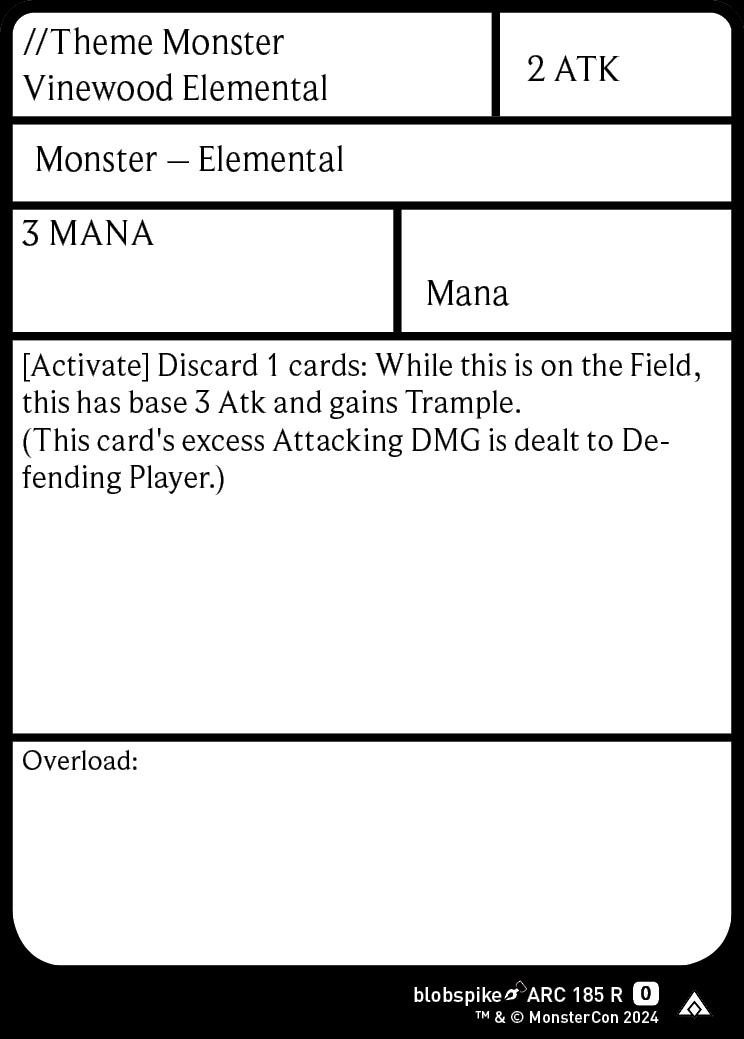 //Theme Monster
Vinewood Elemental
2 ATK
Monster – Elemental
3 MANA
Mana
[Activate] Discard 1 cards: While this is on the Field,
this has base 3 Atk and gains Trample.
(This card's excess Attacking DMG is dealt to De-
fending Player.)
Overload:
blobspike ARC 185 R 0
™ & © MonsterCon 2024